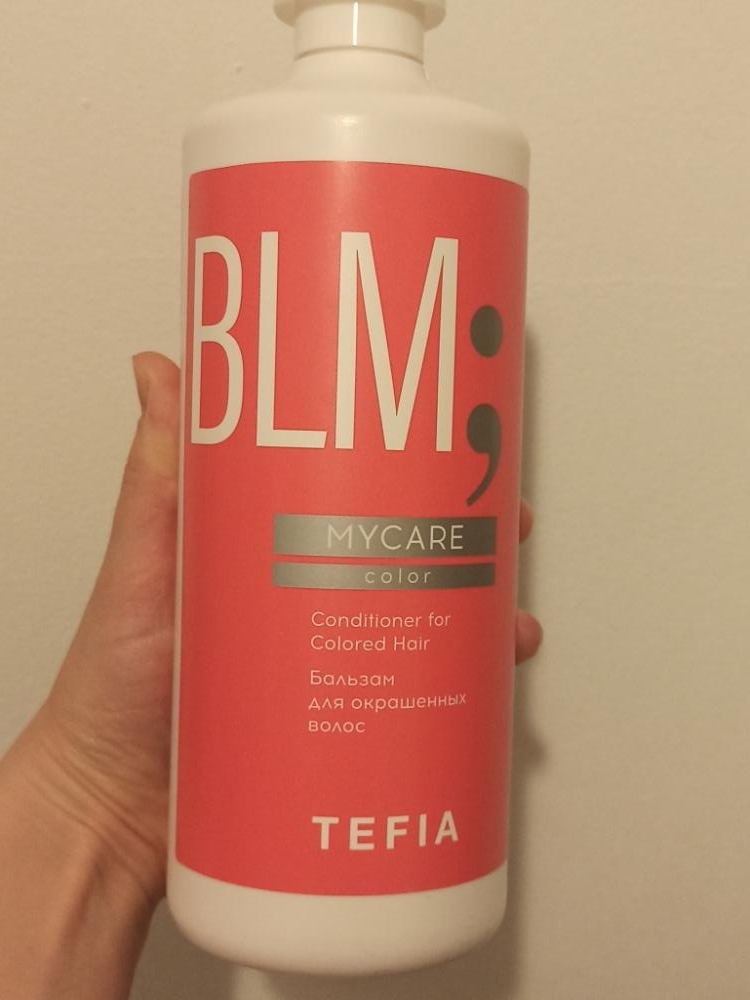 BLM;
MYCARE
color
Conditioner for
Colored Hair
Бальзам
для окрашенных
волос
TEFIA